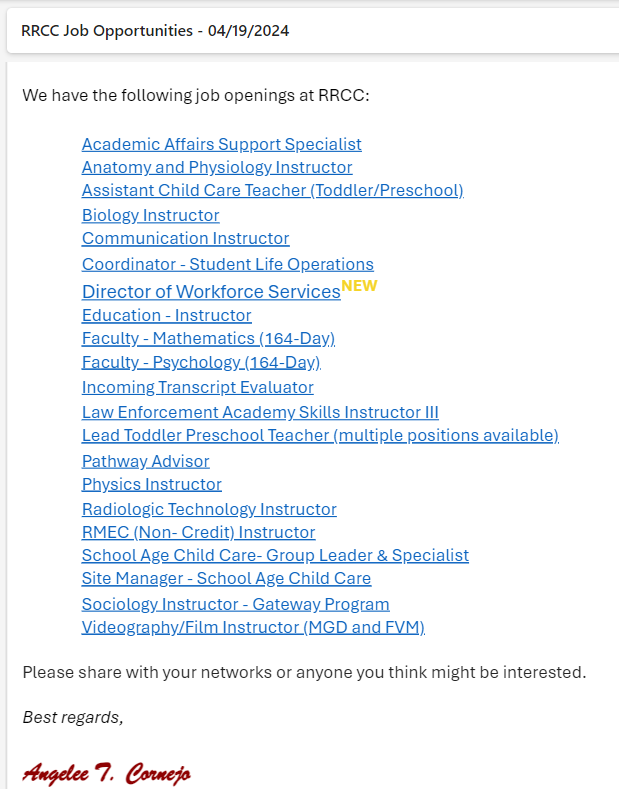 RRCC Job Opportunities - 04/19/2024
We have the following job openings at RRCC:
Academic Affairs Support Specialist
Anatomy and Physiology Instructor
Assistant Child Care Teacher (Toddler/Preschool)
Biology Instructor
Communication Instructor
Coordinator - Student Life Operations
Director of Workforce Services NEW
Education - Instructor
Faculty - Mathematics (164-Day)
Faculty - Psychology (164-Day)
Incoming Transcript Evaluator
Law Enforcement Academy Skills Instructor III
Lead Toddler Preschool Teacher (multiple positions available)
Pathway Advisor
Physics Instructor
Radiologic Technology Instructor
RMEC (Non- Credit) Instructor
School Age Child Care- Group Leader & Specialist
Site Manager - School Age Child Care
Sociology Instructor - Gateway Program
Videography/Film Instructor (MGD and FVM)
Please share with your networks or anyone you think might be interested.
Best regards,
Angelee T. Cornejo